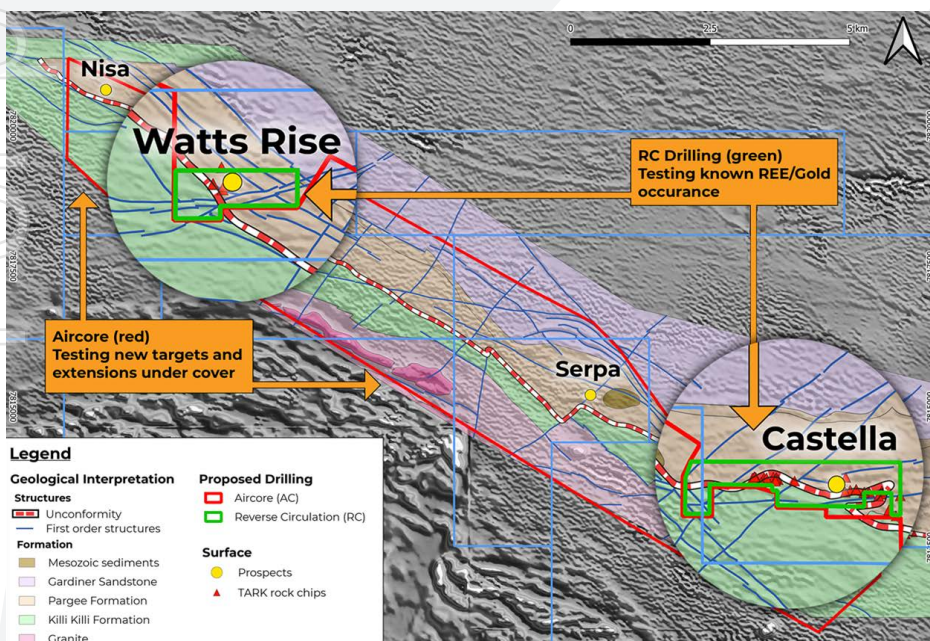 0
2.5
5 km
Nisa
Watts Rise
RC Drilling (green)
Testing known REE/Gold
occurance
Aircore (red)
Testing new targets and
extensions under cover
Serpa
Castella
7817500
7815000
Legend
Geological Interpretation
Structures
Unconformity
First order structures
Formation
Mesozoic sediments
Gardiner Sandstone
Pargee Formation
Killi Killi Formation
Granite
Proposed Drilling
Aircore (AC)
Reverse Circulation (RC)
Surface
Prospects
TARK rock chips